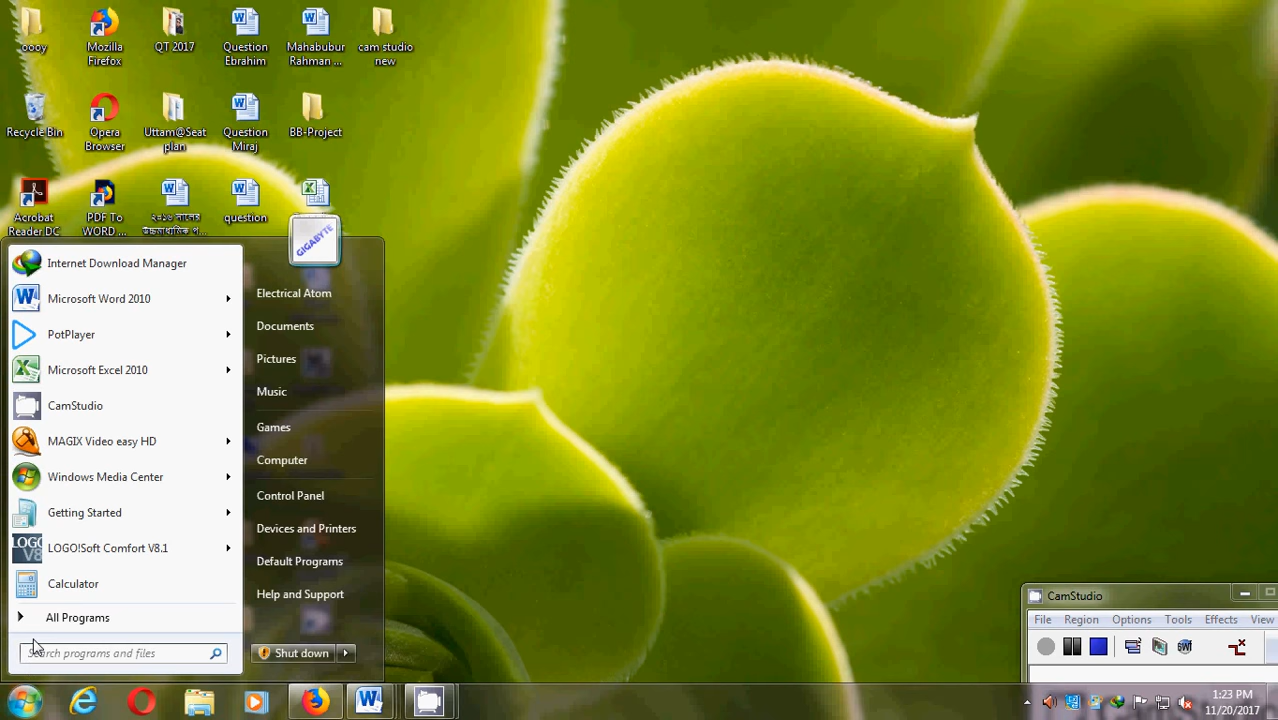 oooy
Mozilla
Firefox
QT 2017
Question
Ebrahim
Mahabubur
Rahman ...
cam studio
new
Recycle Bin
Opera
Browser
Uttam@Seat
plan
Question
Miraj
BB-Project
Acrobat
Reader DC
PDF To
WORD ...
২০১৬ সালের
উচ্চমাধ্যমিক প...
question
GIGABYTE
Internet Download Manager
Microsoft Word 2010
PotPlayer
Microsoft Excel 2010
CamStudio
MAGIX Video easy HD
Windows Media Center
Getting Started
LOGO!Soft Comfort V8.1
Calculator
All Programs
Search programs and files
Electrical Atom
Documents
Pictures
Music
Games
Computer
Control Panel
Devices and Printers
Default Programs
Help and Support
Shut down
CamStudio
File Region Options Tools Effects View
SWF
1:23 PM
11/20/2017